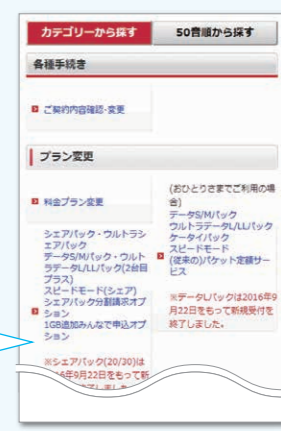 カテゴリーから探す
50音順から探す
各種手続き
ご契約内容確認・変更
プラン変更
料金プラン変更
シェアパック・ウルトラシ
ェアパック
データS/Mパック・ウルト
ラデータL/LLパック(2台目
プラス)
スピードモード(シェア)
シェアパック分割請求オプ
ション
1GB追加みんなで申込オプ
ション
※シェアパック(20/30)は
(おひとりさまでご利用の場
合)
データS/Mパック
ウルトラデータL/LLパック
ケータイパック
スピードモード
(従来の)パケット定額サー
ビス
※データLパックは2016年9
月22日をもって新規受付を
終了しました。